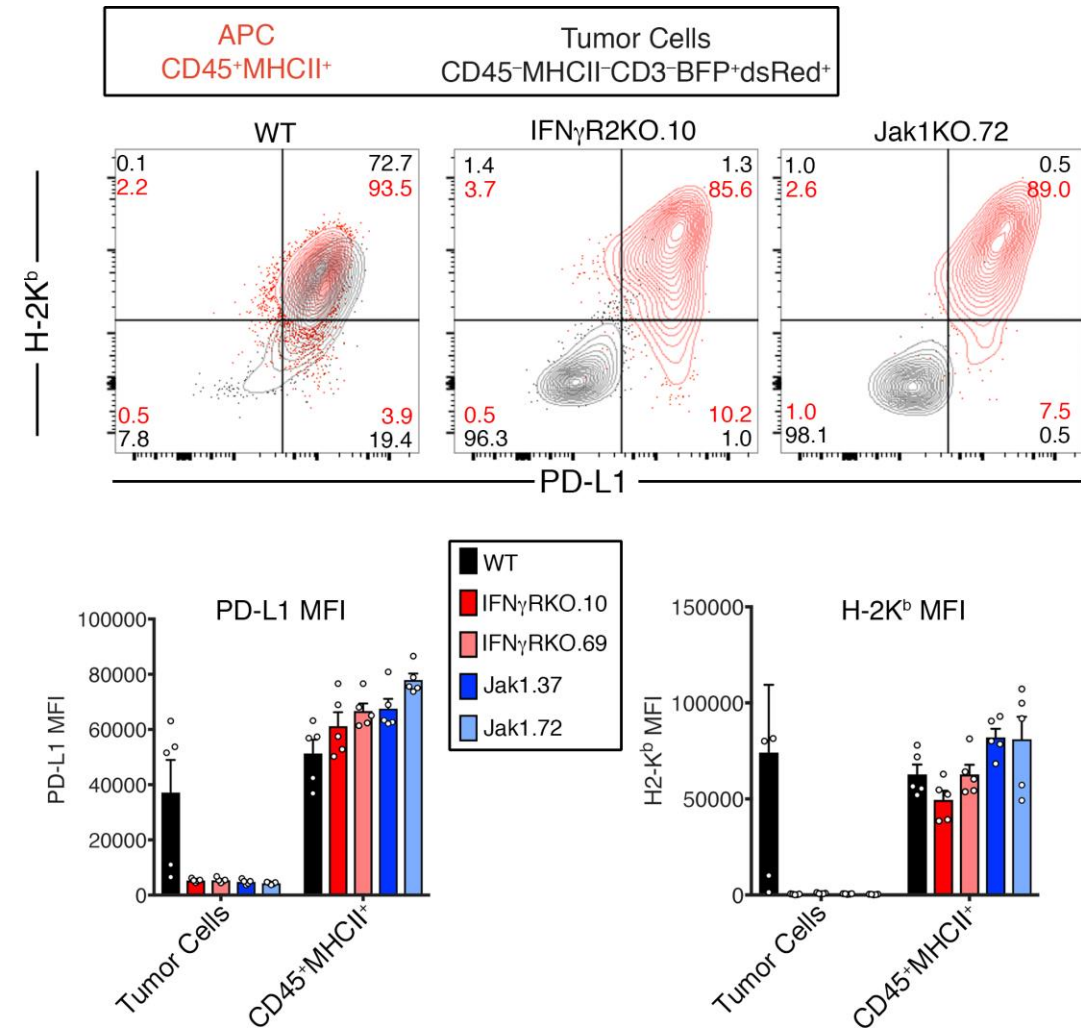 APC
CD45⁺MHCII⁺
Tumor Cells
CD45⁻MHCII⁻CD3⁻BFP⁺dsRed⁺
WT
IFNγR2KO.10
Jak1KO.72
0.1
72.7
2.2
93.5
0.5
3.9
7.8
19.4
1.4
1.3
3.7
85.6
0.5
10.2
96.3
1.0
1.0
0.5
2.6
89.0
1.0
7.5
98.1
0.5
H-2Kᵇ
PD-L1
WT
IFNγRKO.10
IFNγRKO.69
Jak1.37
Jak1.72
PD-L1 MFI
PD-L1 MFI
100000
80000
60000
40000
20000
0
Tumor Cells
CD45⁺MHCII⁺
H-2Kᵇ MFI
H2-Kᵇ MFI
150000
100000
50000
0
Tumor Cells
CD45⁺MHCII⁺